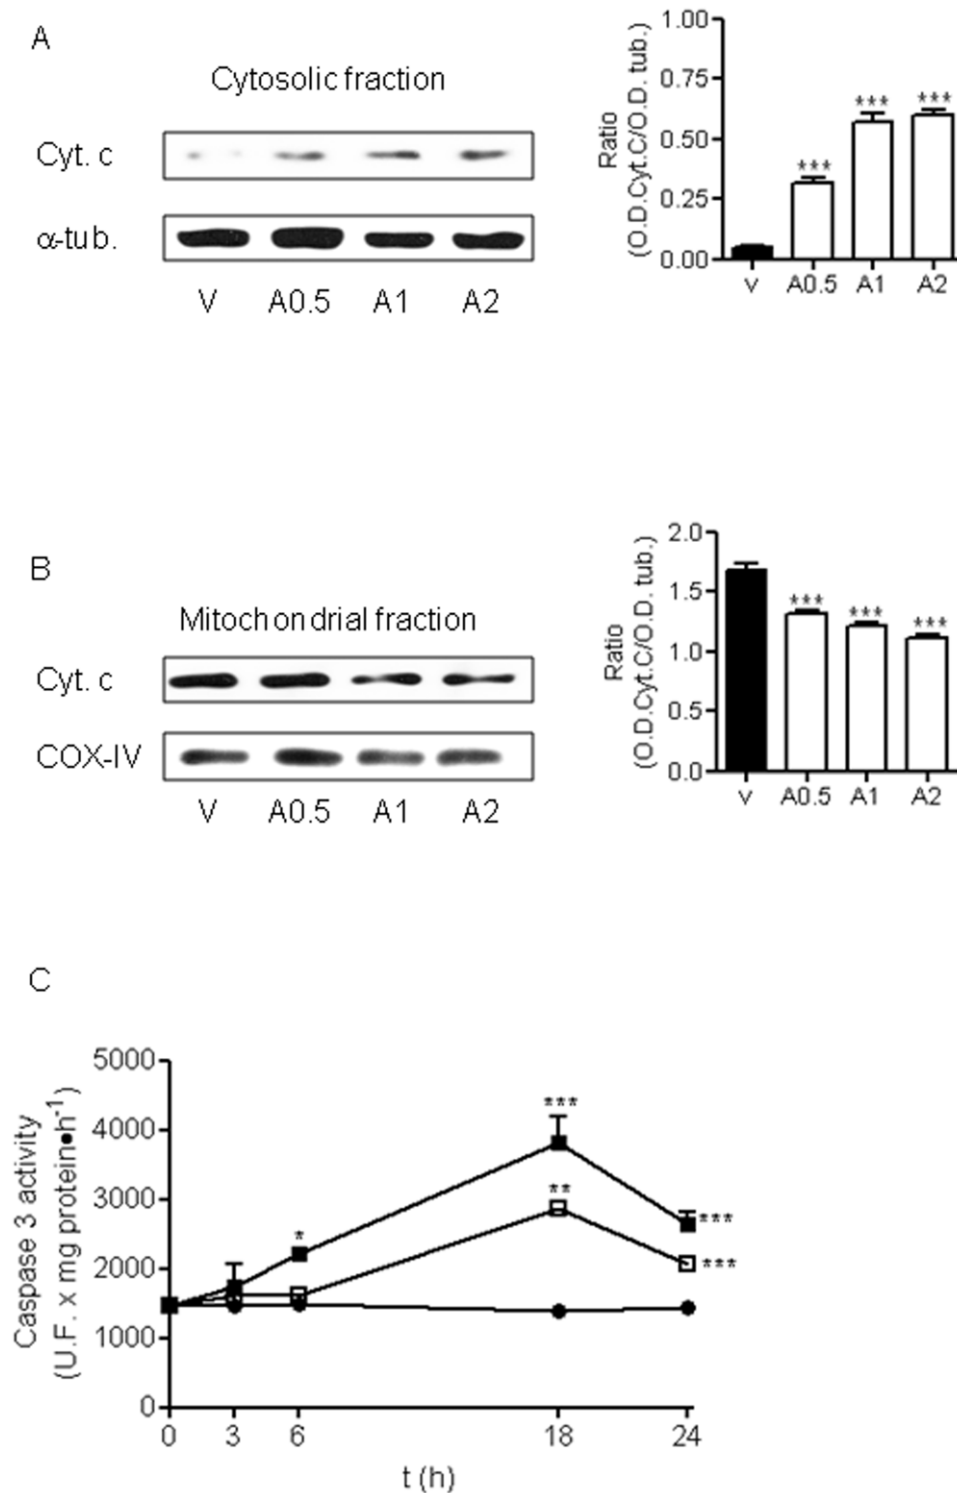 A
Cytosolic fraction
Cyt. c
α-tub.
V A0.5 A1 A2
Ratio
(O.D.Cyt.C/O.D. tub.)
1.00
0.75
0.50
0.25
0.00
***
***
***
V A0.5 A1 A2
B
Mitochondrial fraction
Cyt. c
COX-IV
V A0.5 A1 A2
Ratio
(O.D.Cyt.C/O.D. tub.)
2.0
1.5
1.0
0.5
0.0
***
***
***
V A0.5 A1 A2
C
Caspase 3 activity
(U.F. x mg protein•h⁻¹)
5000
4000
3000
2000
1000
0
***
**
*
***
***
0 3 6 18 24
t (h)